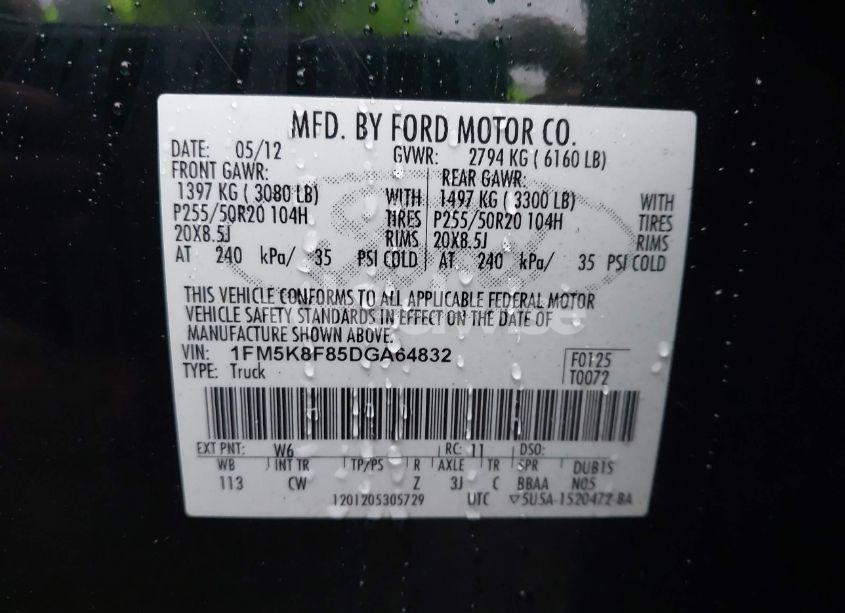 MFD. BY FORD MOTOR CO.
DATE: 05/12 GVWR: 2794 KG ( 6160 LB)
FRONT GAWR: REAR GAWR:
1397 KG ( 3080 LB) WITH 1497 KG ( 3300 LB) WITH
P255/50R20 104H TIRES P255/50R20 104H TIRES
20X8.5J RIMS 20X8.5J RIMS
AT 240 kPa/ 35 PSI COLD AT 240 kPa/ 35 PSI COLD
THIS VEHICLE CONFORMS TO ALL APPLICABLE FEDERAL MOTOR
VEHICLE SAFETY STANDARDS IN EFFECT ON THE DATE OF
MANUFACTURE SHOWN ABOVE.
VIN: 1FM5K8F85DGA64832 F0125
TYPE: Truck T0072
EXT PNT: W6 RC: 11 DSO:
WB INT TR TP/PS R AXLE TR SPR DUB1S
113 CW Z 3J C BBAA N05
1201205305729 UTC ▽5U5A-1520472-BA